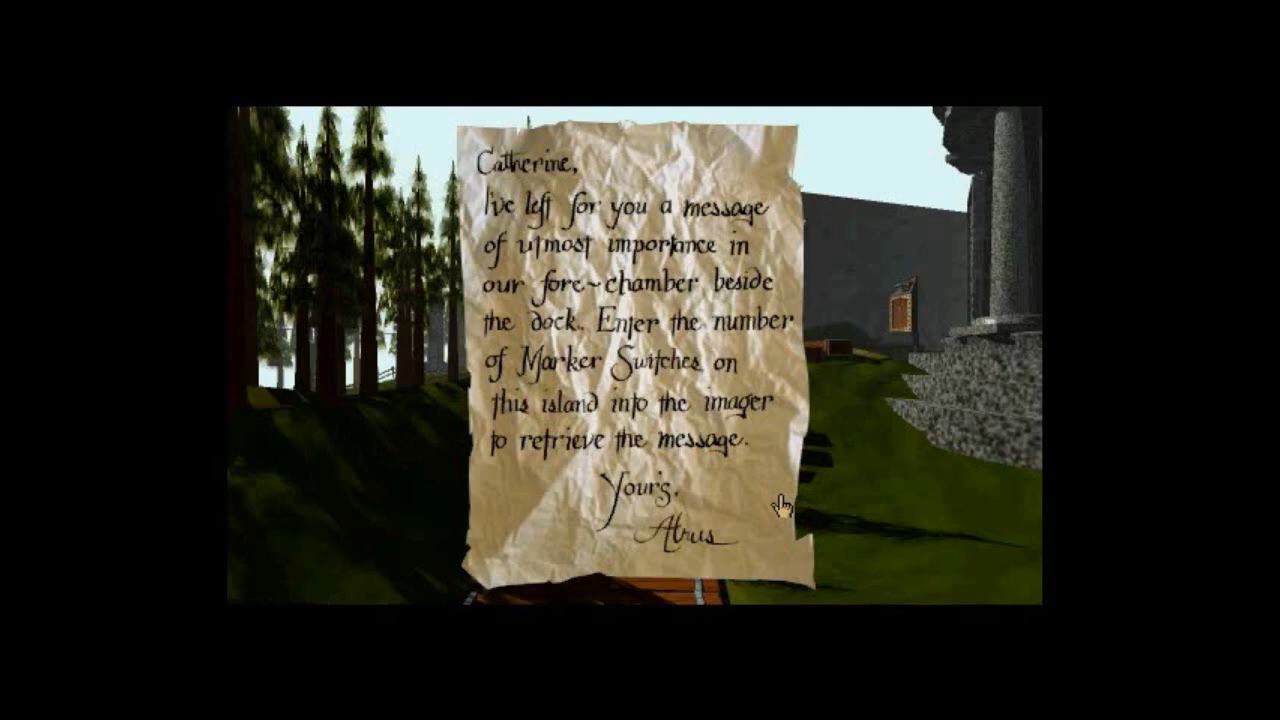 Catherine,
I've left for you a message
of utmost importance in
our fore~chamber beside
the dock. Enter the number
of Marker Switches on
this island into the imager
to retrieve the message.
Your's,
Atrus